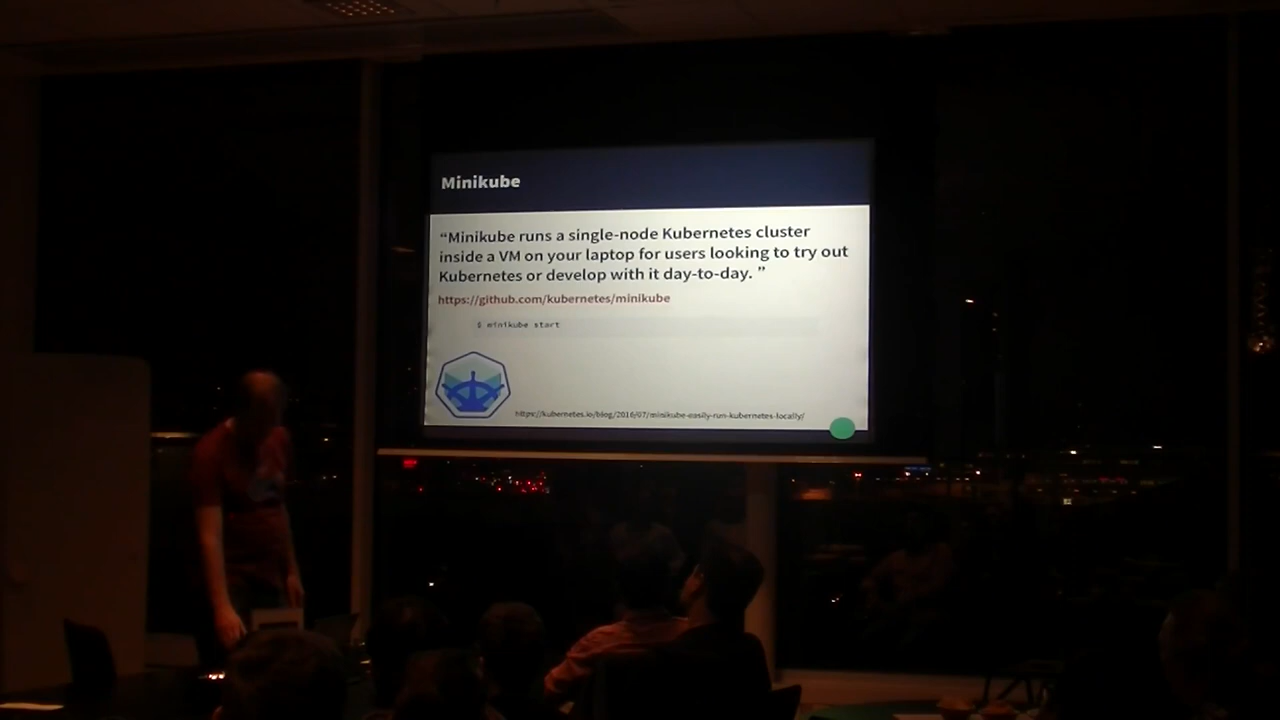 Minikube
“Minikube runs a single-node Kubernetes cluster
inside a VM on your laptop for users looking to try out
Kubernetes or develop with it day-to-day. ”
https://github.com/kubernetes/minikube
$ minikube start
https://kubernetes.io/blog/2016/07/minikube-easily-run-kubernetes-locally/